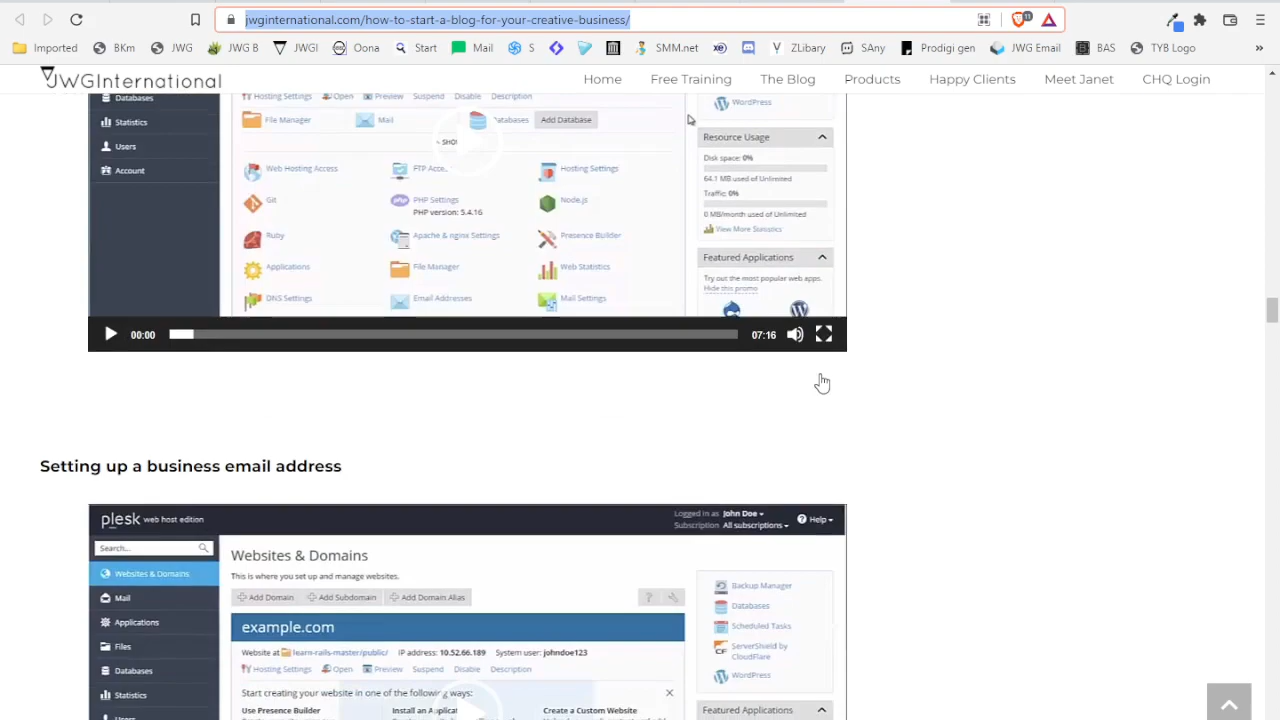 jwginternational.com/how-to-start-a-blog-for-your-creative-business/
11
Imported BKm JWG JWG B JWGI Oona Start Mail S SMM.net ZLibary SAny Prodigi gen JWG Email BAS TYB Logo »
JWGInternational
Home Free Training The Blog Products Happy Clients Meet Janet CHQ Login
Databases
Statistics
Users
Account
Hosting Settings Open Preview Suspend Disable Description
File Manager Mail Databases Add Database
Web Hosting Access Hosting Settings
Git PHP Settings Node.js
PHP version: 5.4.16
Ruby Apache & nginx Settings Presence Builder
Applications File Manager Web Statistics
DNS Settings Email Addresses Mail Settings
WordPress
Resource Usage
Disk space: 0%
64.1 MB used of Unlimited
Traffic: 0%
0 MB/month used of Unlimited
View More Statistics
Featured Applications
Try out the most popular web apps.
Hide this promo
00:00 07:16
Setting up a business email address
plesk web host edition
Logged in as John Doe
Subscription All subscriptions
Help
Search...
Websites & Domains
Mail
Applications
Files
Databases
Statistics
Users
Websites & Domains
This is where you set up and manage websites.
Add Domain Add Subdomain Add Domain Alias ?
example.com
Website at learn-rails-master/public/ IP address: 10.52.66.189 System user: johndoe123
Hosting Settings Open Preview Suspend Disable Description
Start creating your website in one of the following ways:
Use Presence Builder Install an Create a Custom Website
Backup Manager
Databases
Scheduled Tasks
ServerShield by
CloudFlare
WordPress
Featured Applications